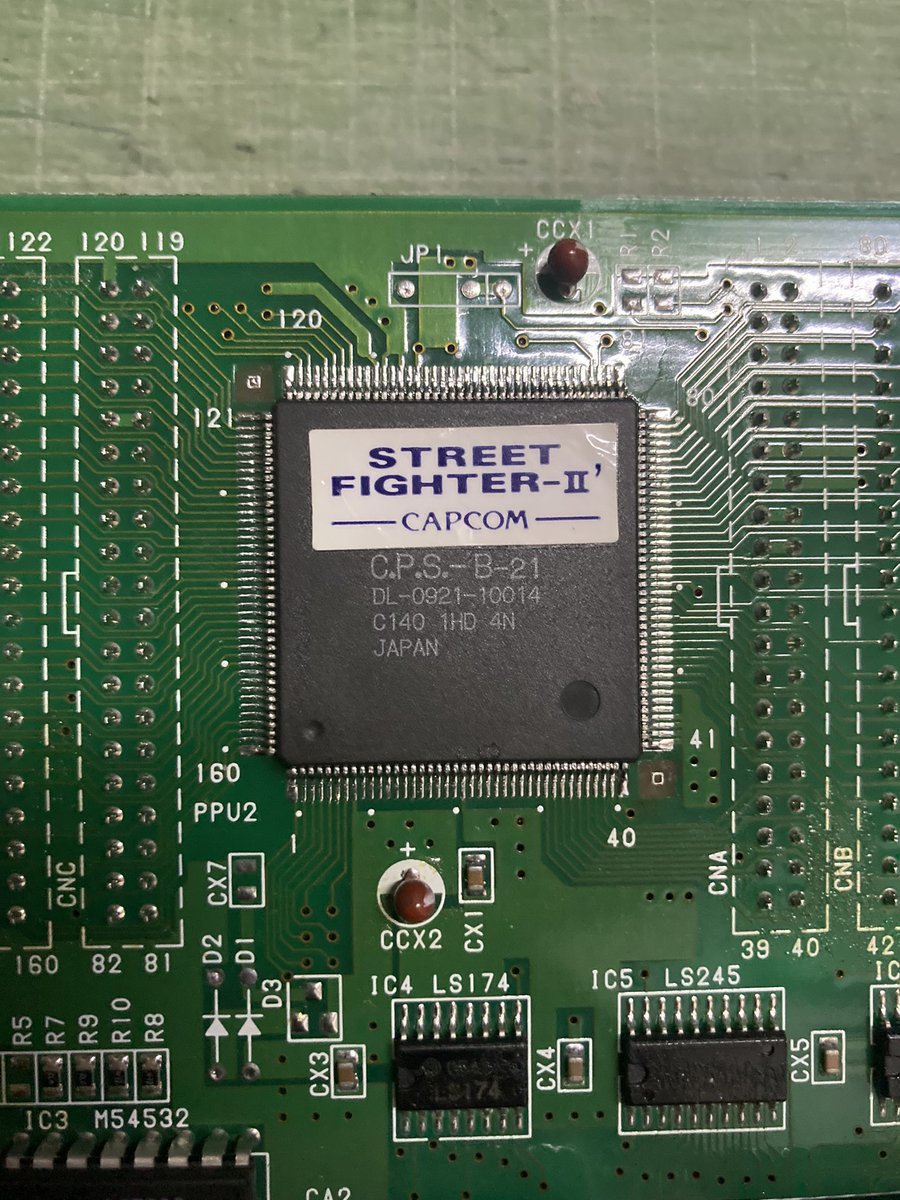 122
120 119
JP1
+
CCX1
R1
R2
1 2
80
120
121
80
STREET
FIGHTER-II'
CAPCOM
C.P.S.-B-21
DL-0921-10014
C140 1HD 4N
JAPAN
160
PPU2
1
40
41
CNC
CNA
CNB
CX7
+
CCX2
CX1
160
82 81
39 40
42
D2
D1
D3
IC4 LS174
IC5 LS245
IC
R5
R7
R9
R10
R8
CX3
LS174
CX4
CX5
IC3 M54532
CA2